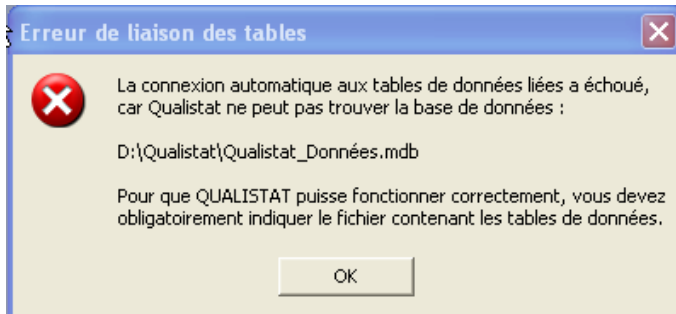 Erreur de liaison des tables
La connexion automatique aux tables de données liées a échoué,
car Qualistat ne peut pas trouver la base de données :
D:\Qualistat\Qualistat_Données.mdb
Pour que QUALISTAT puisse fonctionner correctement, vous devez
obligatoirement indiquer le fichier contenant les tables de données.
OK